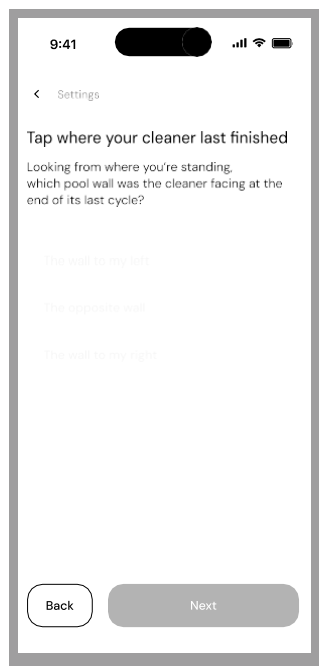 9:41
Settings
Tap where your cleaner last finished
Looking from where you're standing,
which pool wall was the cleaner facing at the
end of its last cycle?
The wall to my left
The opposite wall
The wall to my right
Back
Next